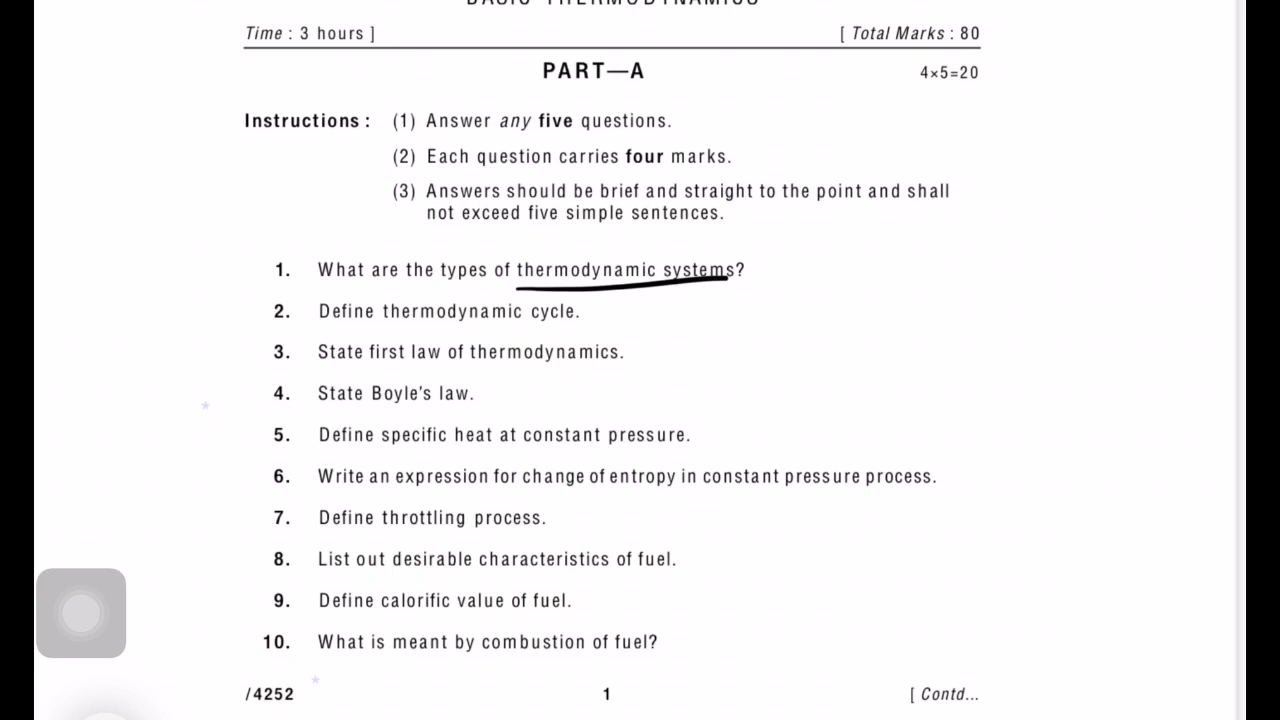 BASIC THERMODYNAMICS
Time : 3 hours ] [ Total Marks : 80
PART—A 4×5=20
Instructions : (1) Answer any five questions.
(2) Each question carries four marks.
(3) Answers should be brief and straight to the point and shall
not exceed five simple sentences.
1. What are the types of thermodynamic systems?
2. Define thermodynamic cycle.
3. State first law of thermodynamics.
4. State Boyle's law.
5. Define specific heat at constant pressure.
6. Write an expression for change of entropy in constant pressure process.
7. Define throttling process.
8. List out desirable characteristics of fuel.
9. Define calorific value of fuel.
10. What is meant by combustion of fuel?
/4252 1 [ Contd...